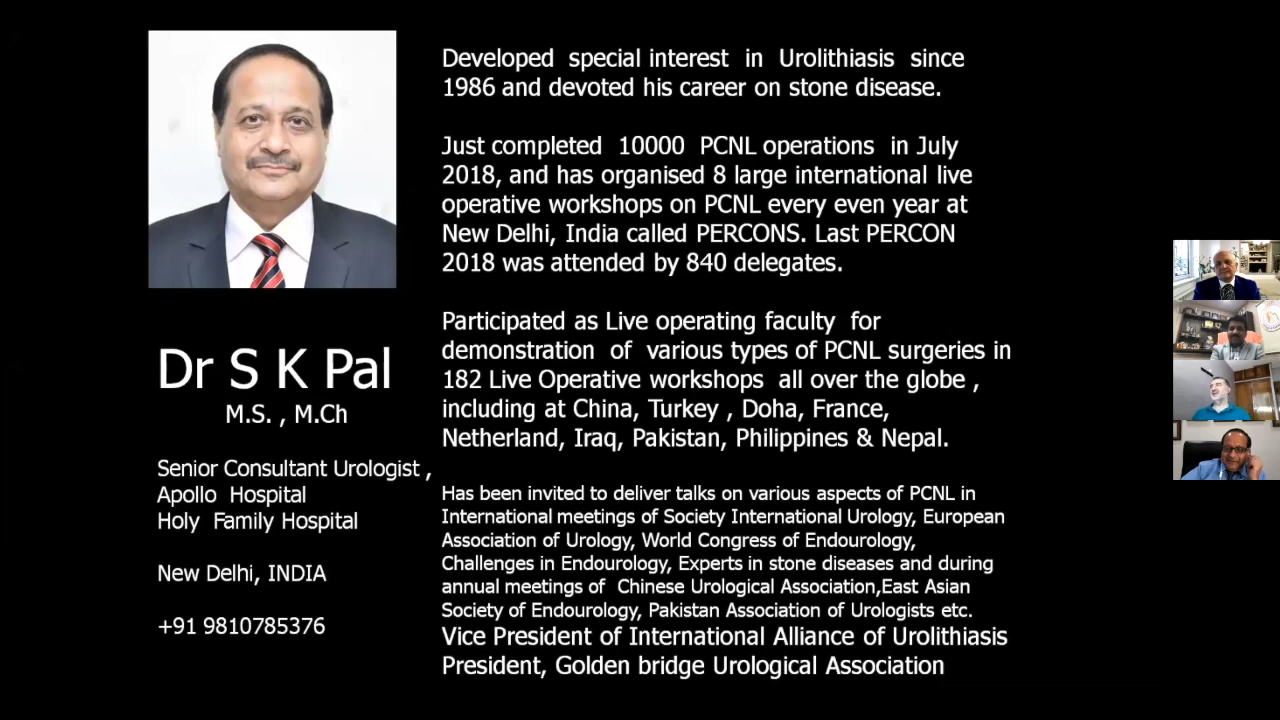 Dr S K Pal
M.S. , M.Ch
Senior Consultant Urologist ,
Apollo Hospital
Holy Family Hospital
New Delhi, INDIA
+91 9810785376
Developed special interest in Urolithiasis since
1986 and devoted his career on stone disease.
Just completed 10000 PCNL operations in July
2018, and has organised 8 large international live
operative workshops on PCNL every even year at
New Delhi, India called PERCONS. Last PERCON
2018 was attended by 840 delegates.
Participated as Live operating faculty for
demonstration of various types of PCNL surgeries in
182 Live Operative workshops all over the globe ,
including at China, Turkey , Doha, France,
Netherland, Iraq, Pakistan, Philippines & Nepal.
Has been invited to deliver talks on various aspects of PCNL in
International meetings of Society International Urology, European
Association of Urology, World Congress of Endourology,
Challenges in Endourology, Experts in stone diseases and during
annual meetings of Chinese Urological Association,East Asian
Society of Endourology, Pakistan Association of Urologists etc.
Vice President of International Alliance of Urolithiasis
President, Golden bridge Urological Association